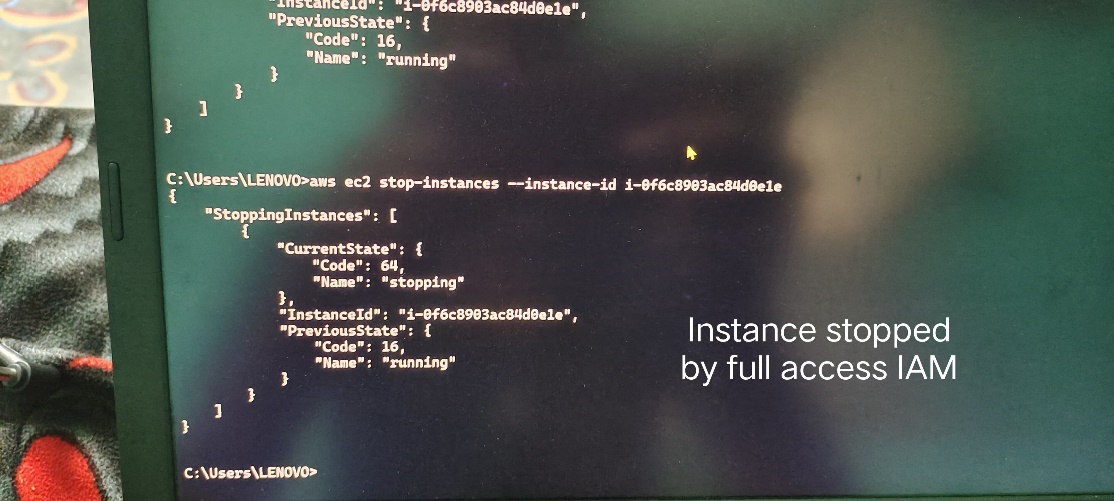 "InstanceId": "i-0f6c8903ac84d0e1e",
"PreviousState": {
"Code": 16,
"Name": "running"
}
}
]
}
C:\Users\LENOVO>aws ec2 stop-instances --instance-id i-0f6c8903ac84d0e1e
{
"StoppingInstances": [
{
"CurrentState": {
"Code": 64,
"Name": "stopping"
},
"InstanceId": "i-0f6c8903ac84d0e1e",
"PreviousState": {
"Code": 16,
"Name": "running"
}
}
]
}
Instance stopped
by full access IAM
C:\Users\LENOVO>